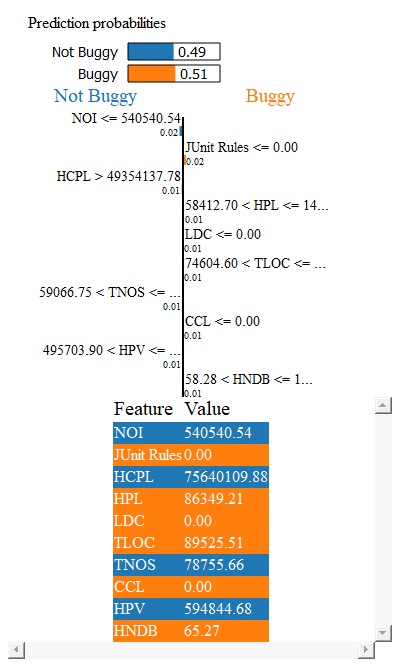 Prediction probabilities
Not Buggy 0.49
Buggy 0.51
Not Buggy Buggy
NOI <= 540540.54
0.02
JUnit Rules <= 0.00
0.02
HCPL > 49354137.78
0.01
58412.70 < HPL <= 14...
0.01
LDC <= 0.00
0.01
74604.60 < TLOC <= ...
0.01
59066.75 < TNOS <= ...
0.01
CCL <= 0.00
0.01
495703.90 < HPV <= ...
0.01
58.28 < HNDB <= 1...
0.01
Feature Value
NOI 540540.54
JUnit Rules 0.00
HCPL 75640109.88
HPL 86349.21
LDC 0.00
TLOC 89525.51
TNOS 78755.66
CCL 0.00
HPV 594844.68
HNDB 65.27